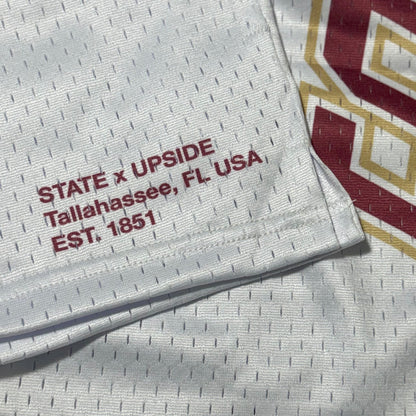 STATE x UPSIDE
Tallahassee, FL USA
EST. 1851